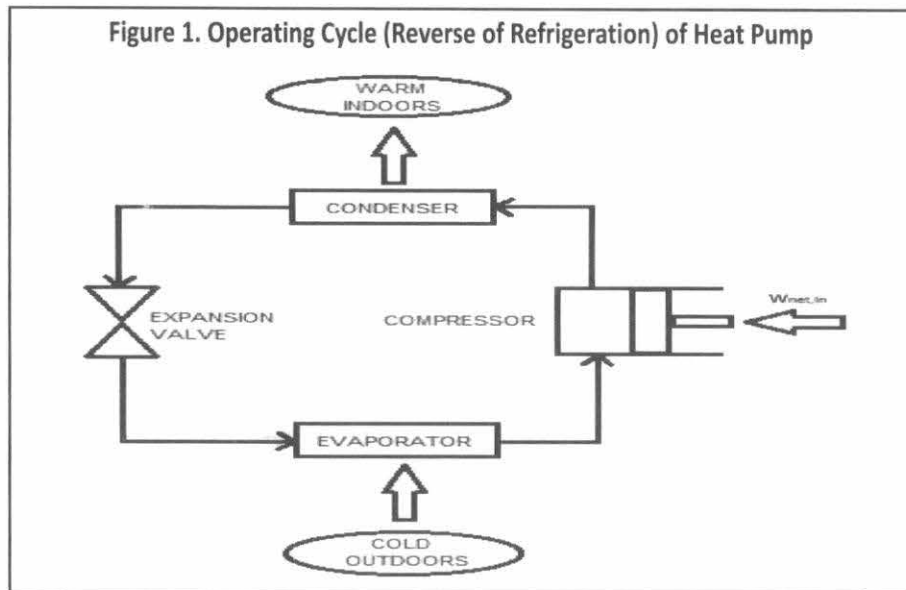 Figure 1. Operating Cycle (Reverse of Refrigeration) of Heat Pump
WARM
INDOORS
CONDENSER
EXPANSION
VALVE
COMPRESSOR
Wnet,in
EVAPORATOR
COLD
OUTDOORS